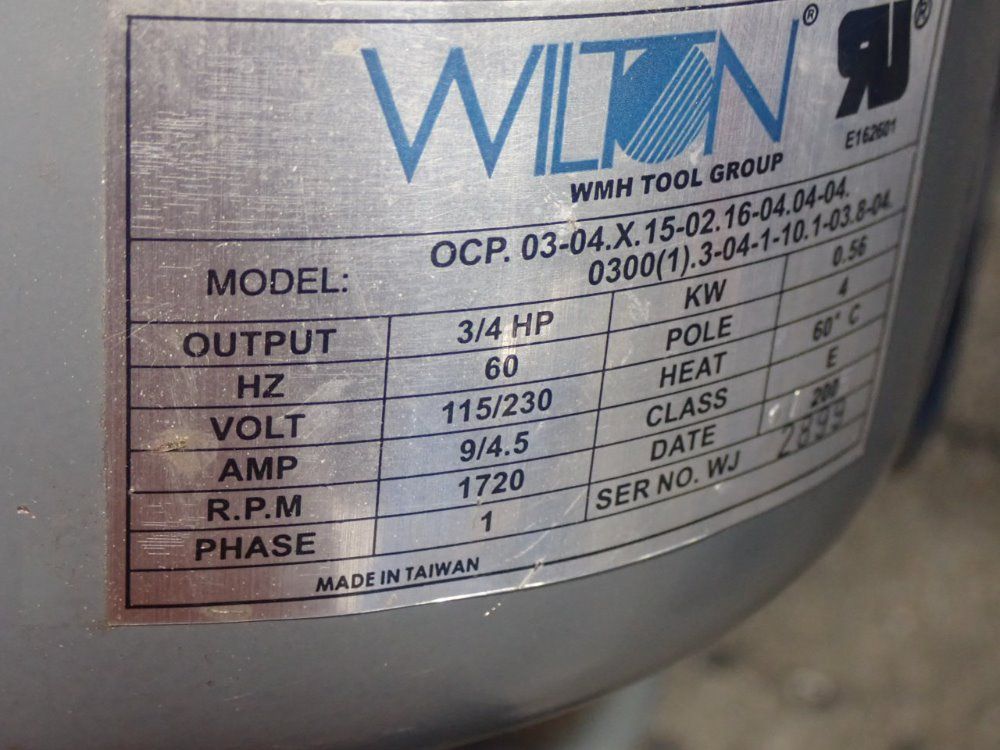 WILTON®
RU®
E162601
WMH TOOL GROUP
MODEL: OCP. 03-04.X.15-02.16-04.04-04.
0300(1).3-04-1-10.1-03.8-04.
OUTPUT 3/4 HP KW 0.56
HZ 60 POLE 4
VOLT 115/230 HEAT 60°C
AMP 9/4.5 CLASS E
R.P.M 1720 DATE 200
PHASE 1 SER NO. WJ 2899
MADE IN TAIWAN